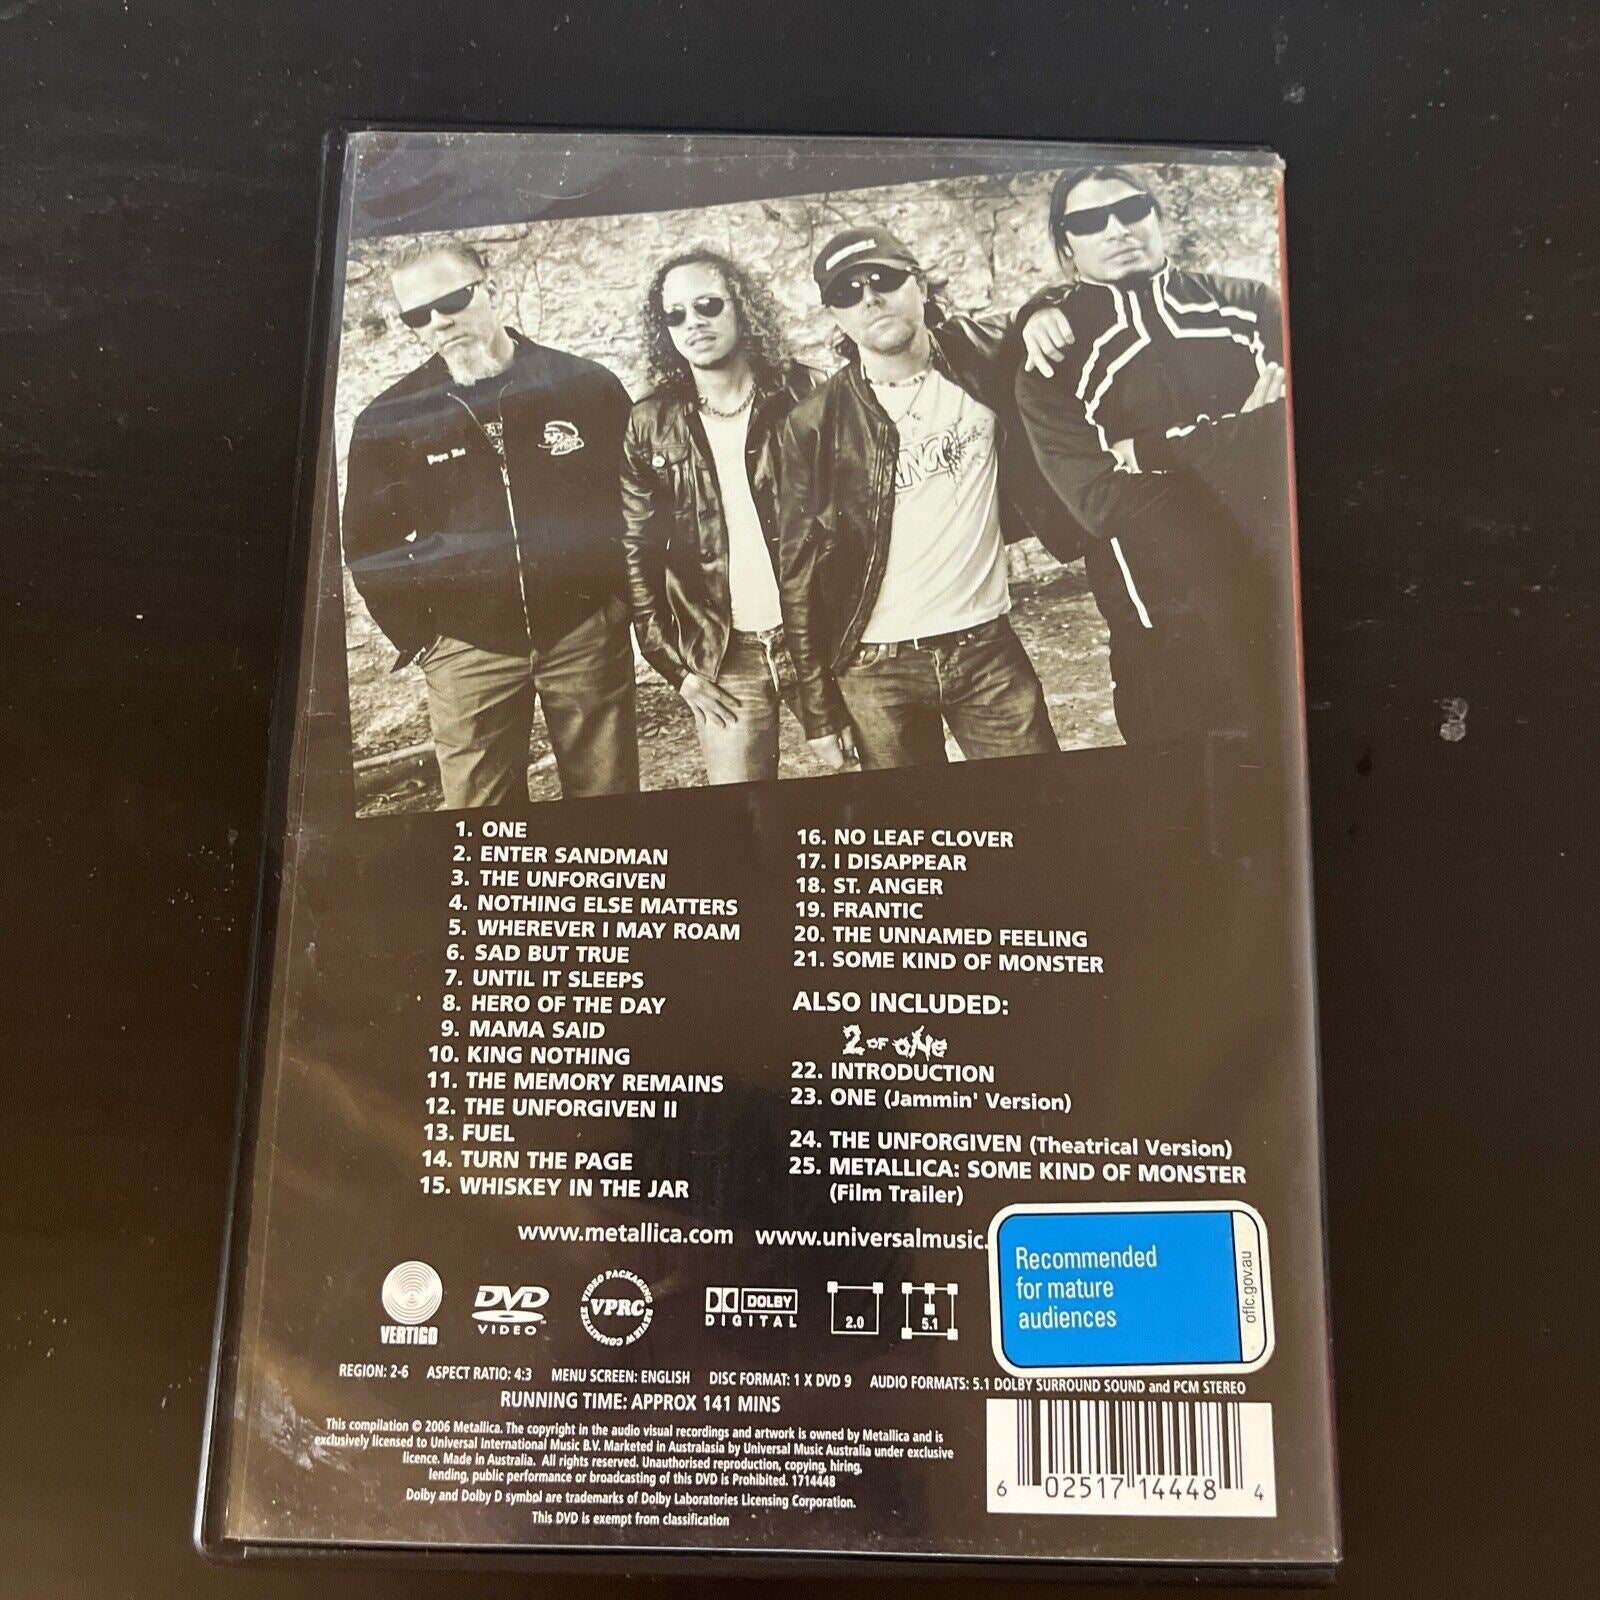 Papa Het
1. ONE
2. ENTER SANDMAN
3. THE UNFORGIVEN
4. NOTHING ELSE MATTERS
5. WHEREVER I MAY ROAM
6. SAD BUT TRUE
7. UNTIL IT SLEEPS
8. HERO OF THE DAY
9. MAMA SAID
10. KING NOTHING
11. THE MEMORY REMAINS
12. THE UNFORGIVEN II
13. FUEL
14. TURN THE PAGE
15. WHISKEY IN THE JAR
16. NO LEAF CLOVER
17. I DISAPPEAR
18. ST. ANGER
19. FRANTIC
20. THE UNNAMED FEELING
21. SOME KIND OF MONSTER
ALSO INCLUDED:
2 OF ONE
22. INTRODUCTION
23. ONE (Jammin' Version)
24. THE UNFORGIVEN (Theatrical Version)
25. METALLICA: SOME KIND OF MONSTER
(Film Trailer)
www.metallica.com www.universalmusic.
Recommended
for mature
audiences
oflc.gov.au
VERTIGO
DVD
VIDEO
VIDEO PACKAGING REVIEW COMMITTEE
VPRC
DOLBY
DIGITAL
2.0
5.1
REGION: 2-6 ASPECT RATIO: 4:3 MENU SCREEN: ENGLISH DISC FORMAT: 1 X DVD 9 AUDIO FORMATS: 5.1 DOLBY SURROUND SOUND and PCM STEREO
RUNNING TIME: APPROX 141 MINS
This compilation © 2006 Metallica. The copyright in the audio visual recordings and artwork is owned by Metallica and is
exclusively licensed to Universal International Music B.V. Marketed in Australasia by Universal Music Australia under exclusive
licence. Made in Australia. All rights reserved. Unauthorised reproduction, copying, hiring,
lending, public performance or broadcasting of this DVD is Prohibited. 1714448
Dolby and Dolby D symbol are trademarks of Dolby Laboratories Licensing Corporation.
This DVD is exempt from classification
6 02517 14448 4